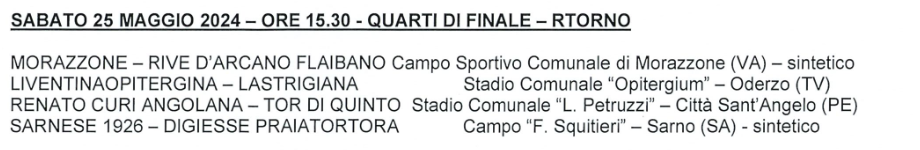 SABATO 25 MAGGIO 2024 – ORE 15.30 - QUARTI DI FINALE – RTORNO
MORAZZONE – RIVE D’ARCANO FLAIBANO Campo Sportivo Comunale di Morazzone (VA) – sintetico
LIVENTINAOPITERGINA – LASTRIGIANA Stadio Comunale “Opitergium” – Oderzo (TV)
RENATO CURI ANGOLANA – TOR DI QUINTO Stadio Comunale “L. Petruzzi” – Città Sant’Angelo (PE)
SARNESE 1926 – DIGIESSE PRAIATORTORA Campo “F. Squitieri” – Sarno (SA) - sintetico